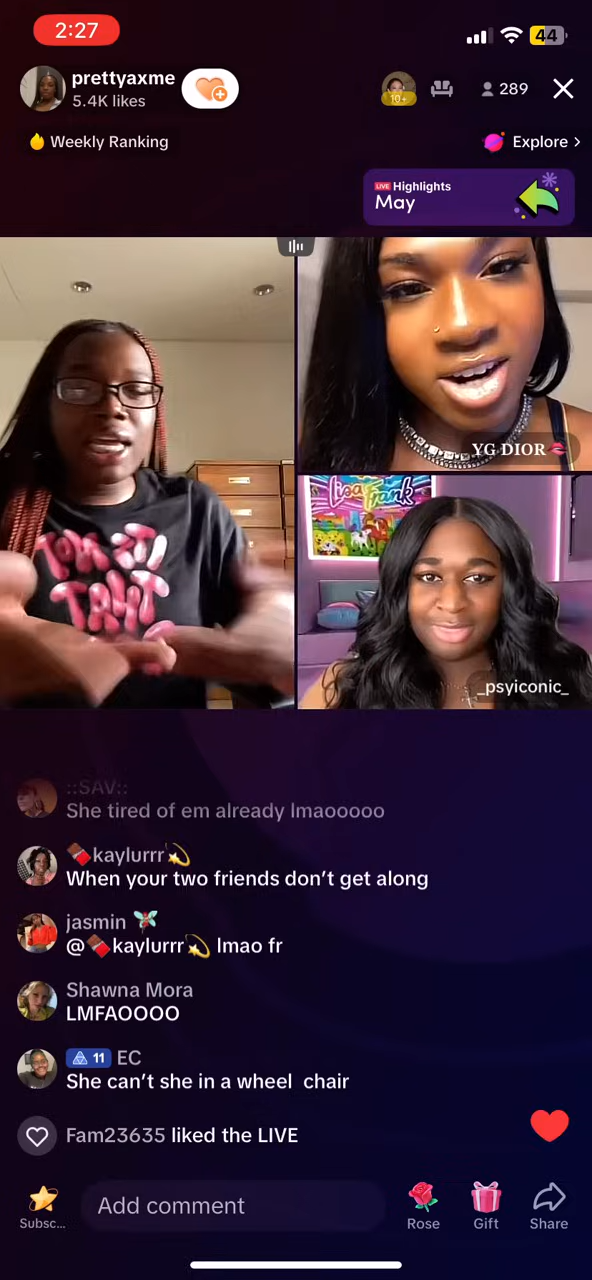 2:27
44
prettyaxme
5.4K likes
10+
289
Weekly Ranking
Explore >
LIVE Highlights
May
Lisa Frank
YG DIOR
_psyiconic_
::SAV::
She tired of em already lmaooooo
kaylurrr
When your two friends don’t get along
jasmin
@🍫kaylurrr💫 lmao fr
Shawna Mora
LMFAOOOO
11 EC
She can’t she in a wheel chair
Fam23635 liked the LIVE
Subsc...
Add comment
Rose
Gift
Share